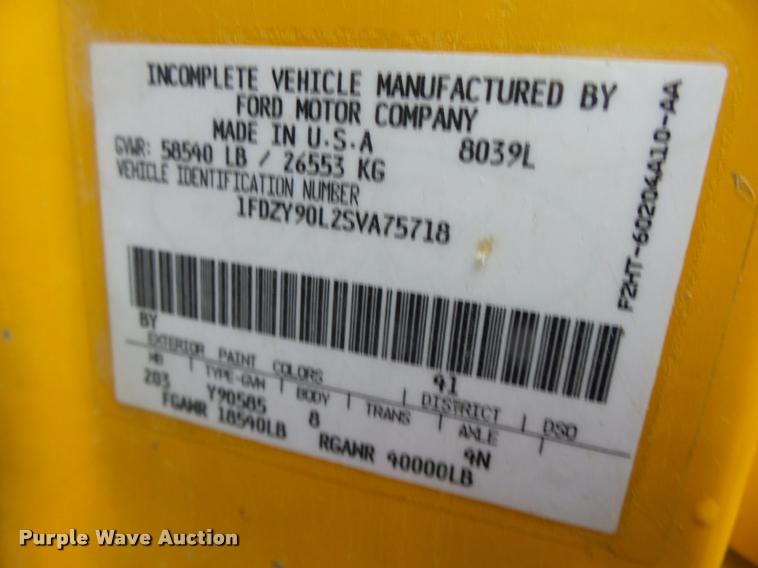 INCOMPLETE VEHICLE MANUFACTURED BY
FORD MOTOR COMPANY
MADE IN U.S.A 8039L
GVWR: 58540 LB / 26553 KG
VEHICLE IDENTIFICATION NUMBER
1FDZY90L2SVA75718
BY 91
EXTERIOR PAINT COLORS DISTRICT DSO
WB TYPE-GVW BODY TRANS AXLE
203 Y90585 8 4N
FGAWR 18540LB RGAWR 40000LB
F2HT-60204A10-AA
Purple Wave Auction